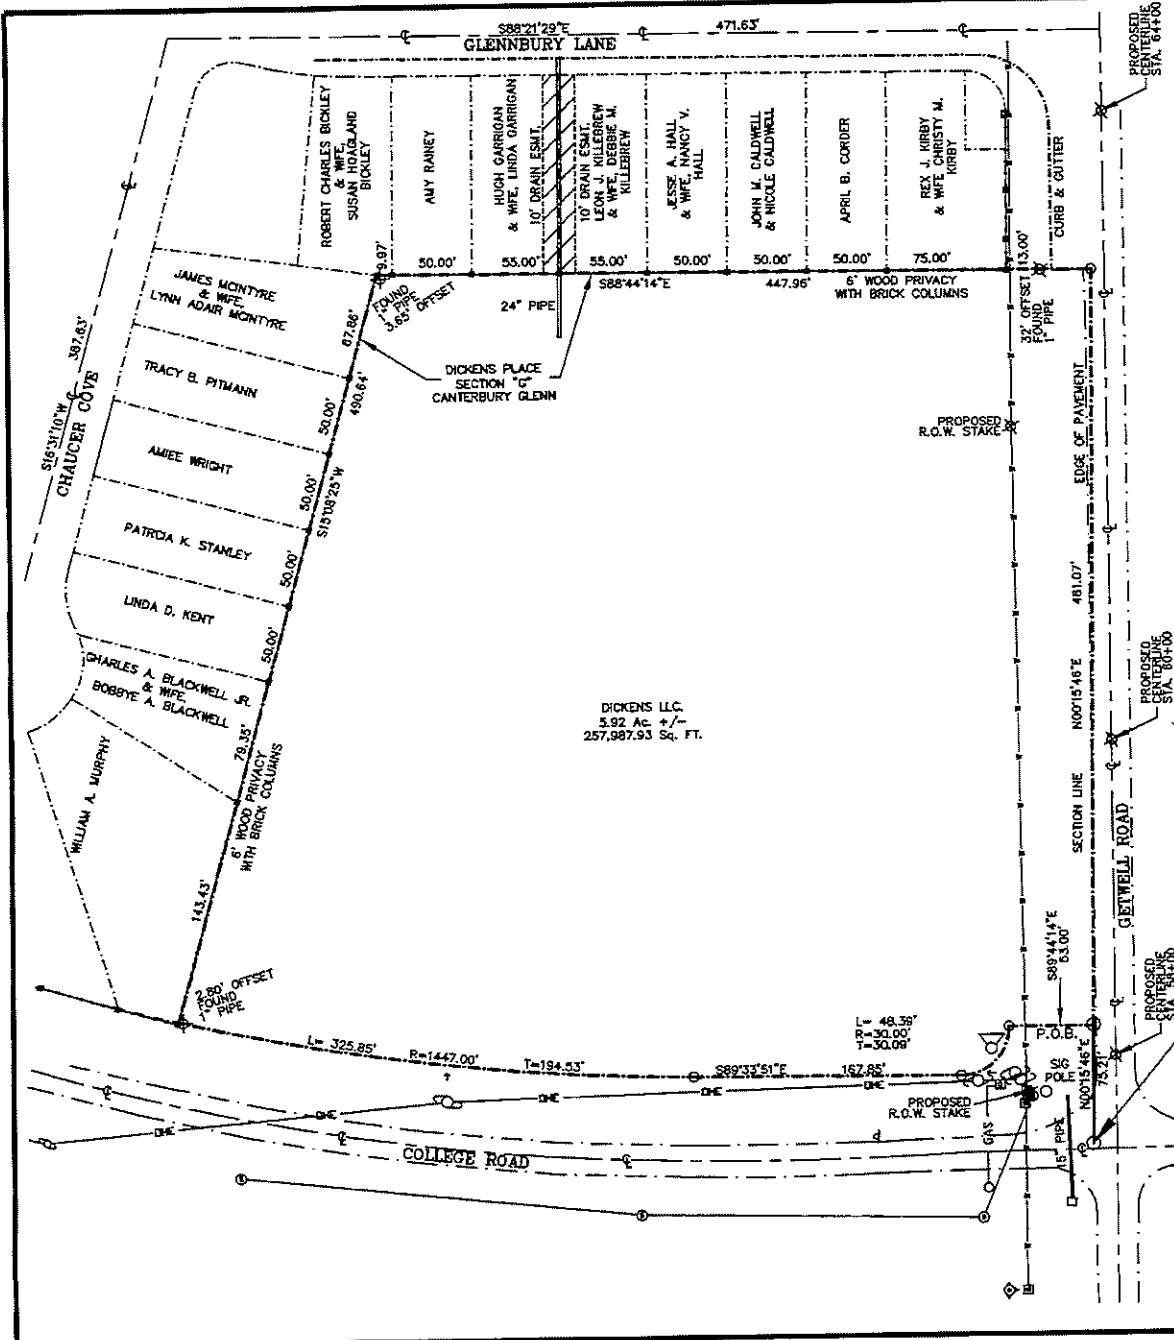 S88°21'29"E
471.63'
GLENNBURY LANE
PROPOSED
CENTERLINE
STA. 64+00
ROBERT CHARLES BICKLEY
& WIFE,
SUSAN HOAGLAND
BICKLEY
AMY RAINEY
HUGH GARRIGAN
& WIFE, LINDA GARRIGAN
10' DRAIN ESMT.
10' DRAIN ESMT.
LEON J. KILLEBREW
& WIFE, DEBBIE M.
KILLEBREW
JESSE A. HALL
& WIFE, NANCY V.
HALL
JOHN M. CALDWELL
& NICOLE CALDWELL
APRIL B. CORDER
REX J. KIRBY
& WIFE CHRISTY M.
KIRBY
CURB & GUTTER
9.97'
50.00'
55.00'
55.00'
50.00'
50.00'
50.00'
75.00'
13.00'
S88°44'14"E
447.96'
6' WOOD PRIVACY
WITH BRICK COLUMNS
24" PIPE
FOUND
1" PIPE
3.65' OFFSET
32' OFFSET
FOUND
1" PIPE
JAMES MCINTYRE
& WIFE,
LYNN ADAIR MCINTYRE
TRACY B. PITMANN
AMIEE WRIGHT
PATRCIA K. STANLEY
LINDA D. KENT
CHARLES A. BLACKWELL JR.
& WIFE,
BOBBYE A. BLACKWELL
WILLIAM A. MURPHY
S16°31'10"W
387.63'
CHAUCER COVE
67.86'
490.64'
50.00'
50.00'
S15°08'25"W
50.00'
50.00'
79.35'
6' WOOD PRIVACY
WITH BRICK COLUMNS
143.43'
DICKENS PLACE
SECTION "G"
CANTERBURY GLENN
PROPOSED
R.O.W. STAKE
EDGE OF PAVEMENT
481.07'
N00°15'46"E
SECTION LINE
DICKENS LLC.
5.92 Ac. +/-
257,987.93 Sq. FT.
PROPOSED
CENTERLINE
STA. 60+00
GETWELL ROAD
S89°44'14"E
53.00'
PROPOSED
CENTERLINE
STA. 58+00
2.80' OFFSET
FOUND
1" PIPE
L= 325.85'
R=1447.00'
T=194.53'
S89°33'51"E
167.85'
L= 48.39'
R=30.00'
T=30.09'
P.O.B.
SIG
POLE
N00°15'46"E
75.21'
PROPOSED
R.O.W. STAKE
OHE
OHE
OHE
OHE
GAS
15" PIPE
COLLEGE ROAD